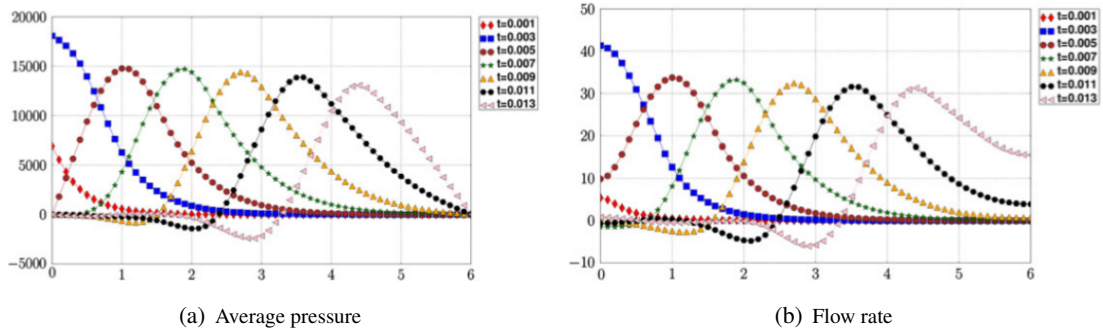 20000
15000
10000
5000
0
−5000
0 1 2 3 4 5 6
t=0.001
t=0.003
t=0.005
t=0.007
t=0.009
t=0.011
t=0.013
(a) Average pressure
50
40
30
20
10
0
−10
0 1 2 3 4 5 6
t=0.001
t=0.003
t=0.005
t=0.007
t=0.009
t=0.011
t=0.013
(b) Flow rate